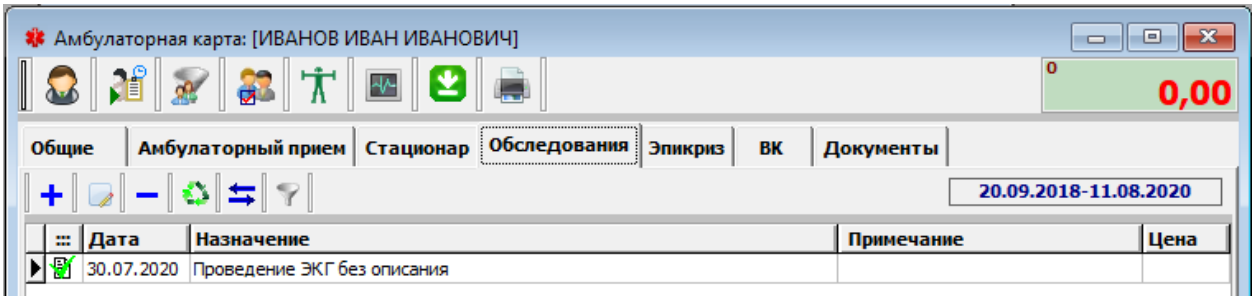 Амбулаторная карта: [ИВАНОВ ИВАН ИВАНОВИЧ]
0
0,00
Общие Амбулаторный прием Стационар Обследования Эпикриз ВК Документы
20.09.2018-11.08.2020
::: Дата Назначение Примечание Цена
30.07.2020 Проведение ЭКГ без описания